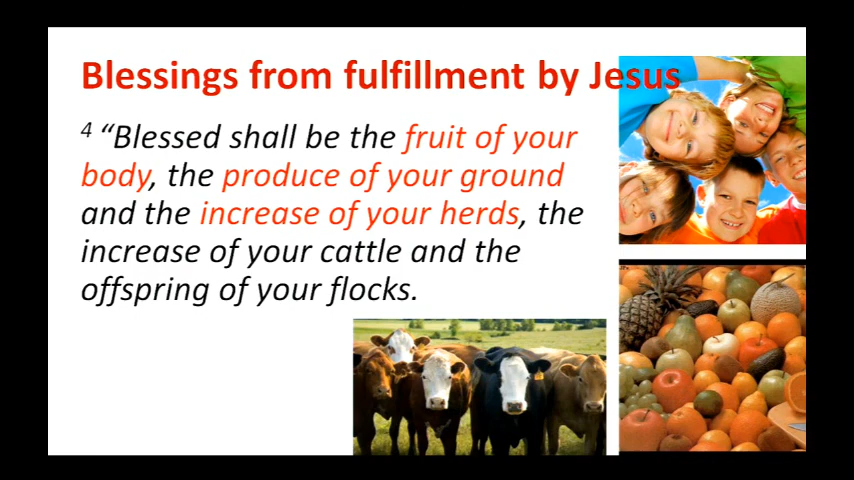 Blessings from fulfillment by Jesus
4 “Blessed shall be the fruit of your
body, the produce of your ground
and the increase of your herds, the
increase of your cattle and the
offspring of your flocks.